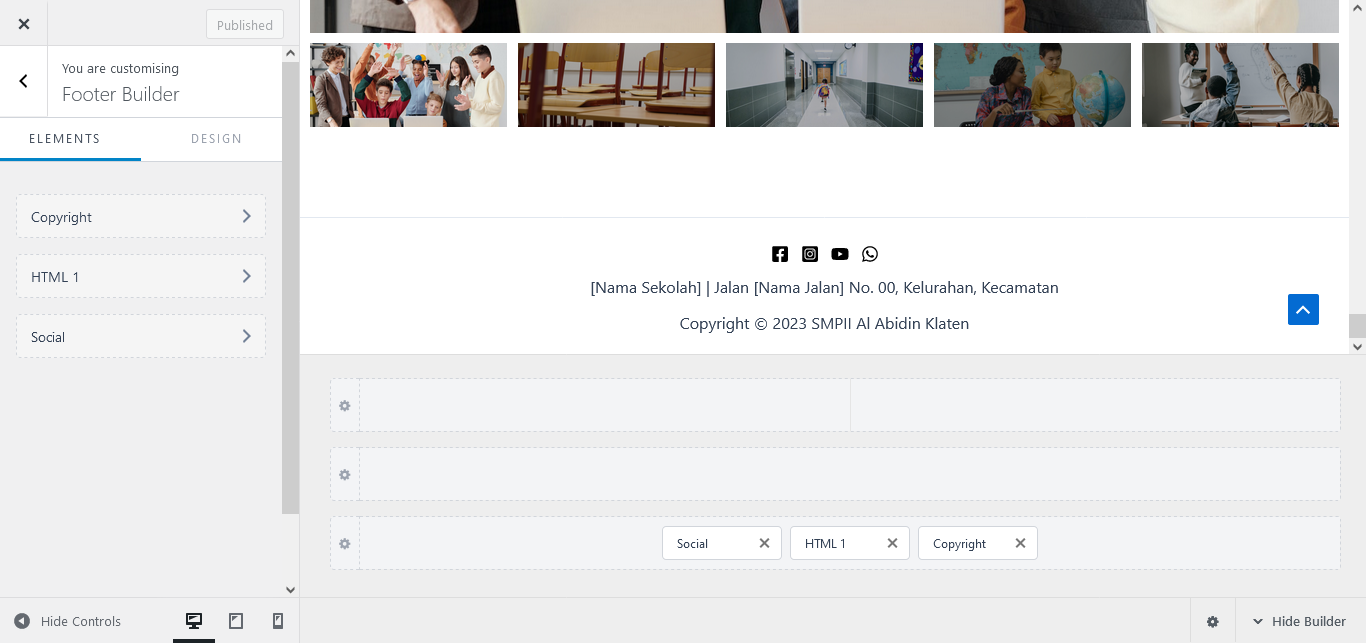 Published
You are customising
Footer Builder
ELEMENTS
DESIGN
Copyright
HTML 1
Social
[Nama Sekolah] | Jalan [Nama Jalan] No. 00, Kelurahan, Kecamatan
Copyright © 2023 SMPII Al Abidin Klaten
Social
HTML 1
Copyright
Hide Controls
Hide Builder